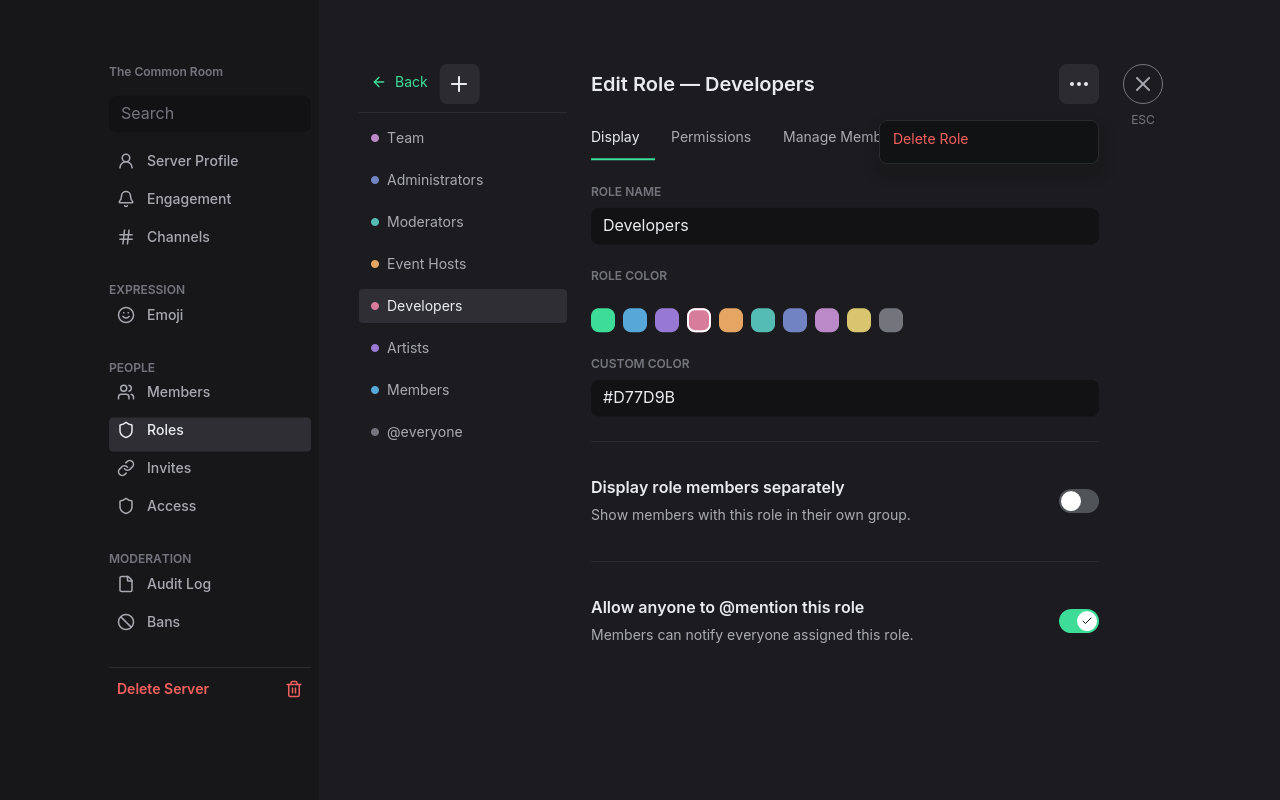 The Common Room
Search
Server Profile
Engagement
Channels
EXPRESSION
Emoji
PEOPLE
Members
Roles
Invites
Access
MODERATION
Audit Log
Bans
Delete Server
Back
Team
Administrators
Moderators
Event Hosts
Developers
Artists
Members
@everyone
Edit Role — Developers
ESC
Display
Permissions
Manage Memb
Delete Role
ROLE NAME
Developers
ROLE COLOR
CUSTOM COLOR
#D77D9B
Display role members separately
Show members with this role in their own group.
Allow anyone to @mention this role
Members can notify everyone assigned this role.